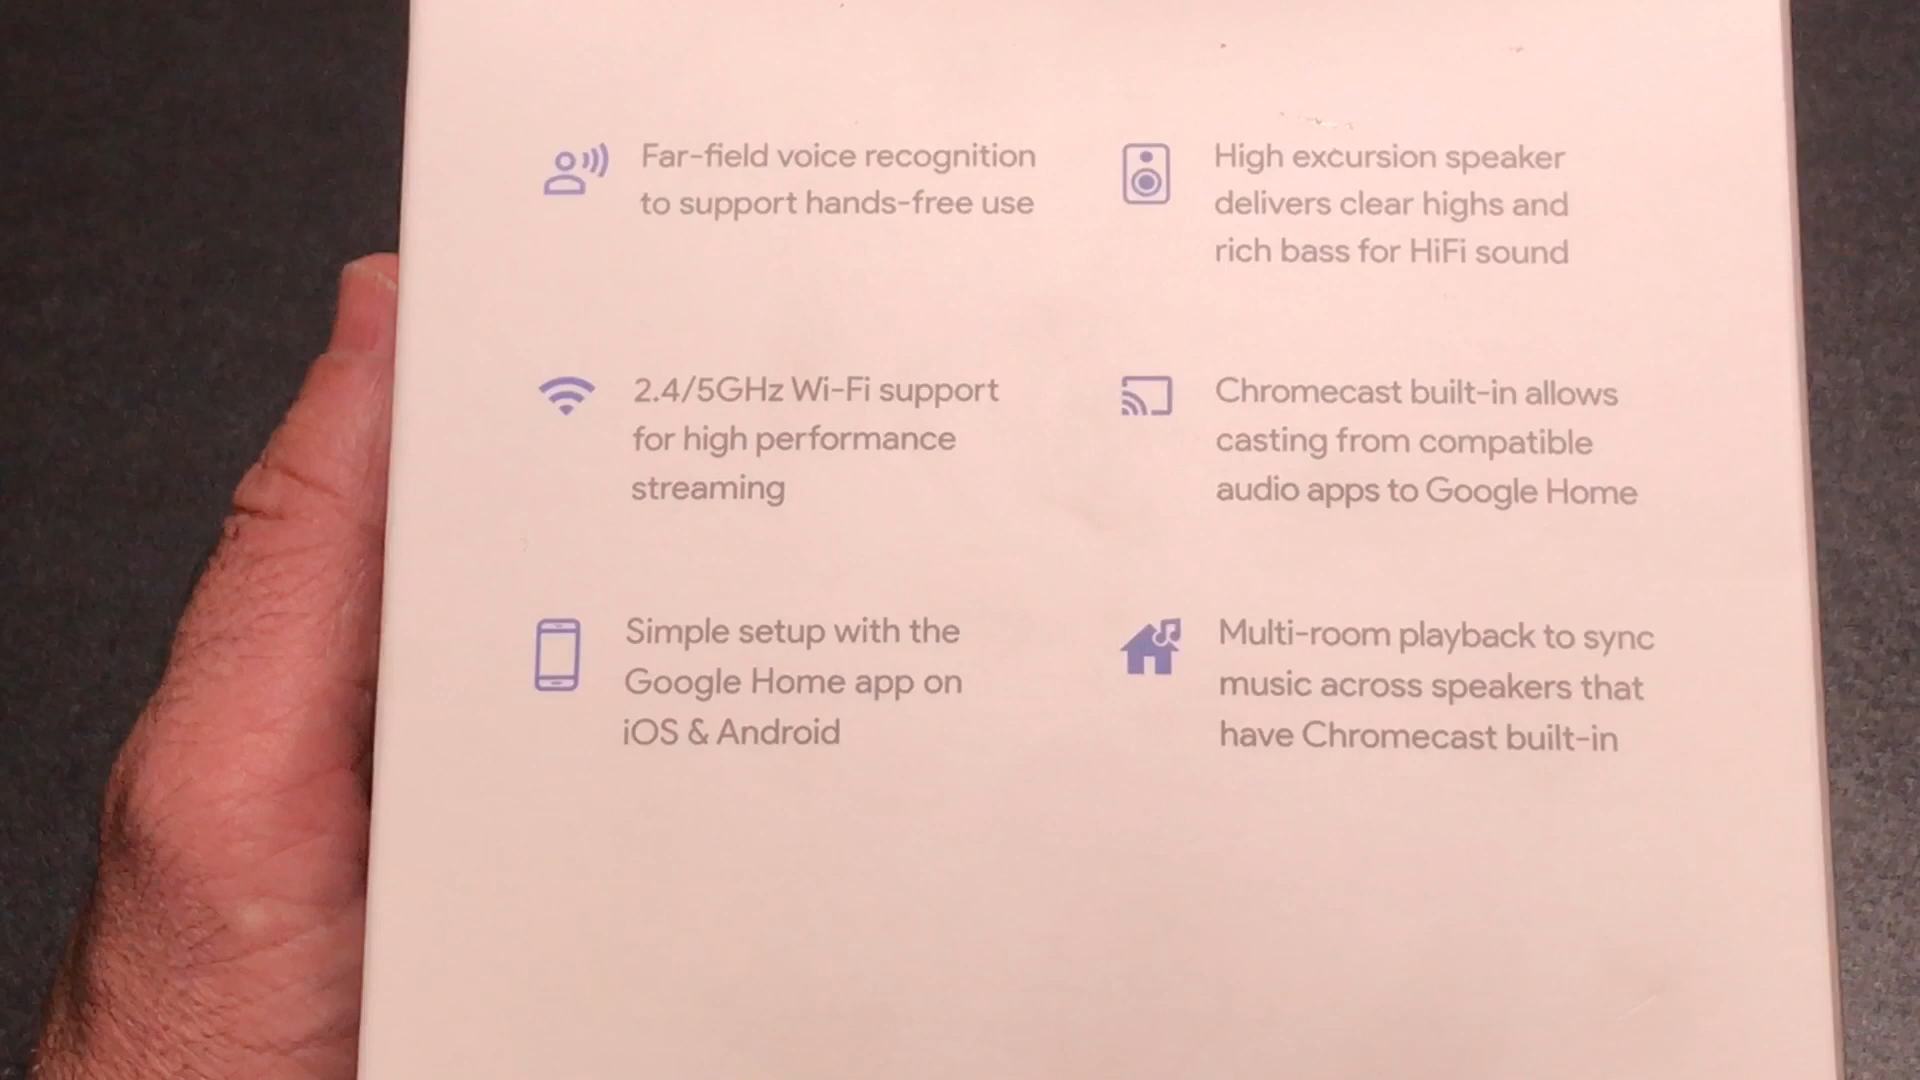 Far-field voice recognition
to support hands-free use
High excursion speaker
delivers clear highs and
rich bass for HiFi sound
2.4/5GHz Wi-Fi support
for high performance
streaming
Chromecast built-in allows
casting from compatible
audio apps to Google Home
Simple setup with the
Google Home app on
iOS & Android
Multi-room playback to sync
music across speakers that
have Chromecast built-in